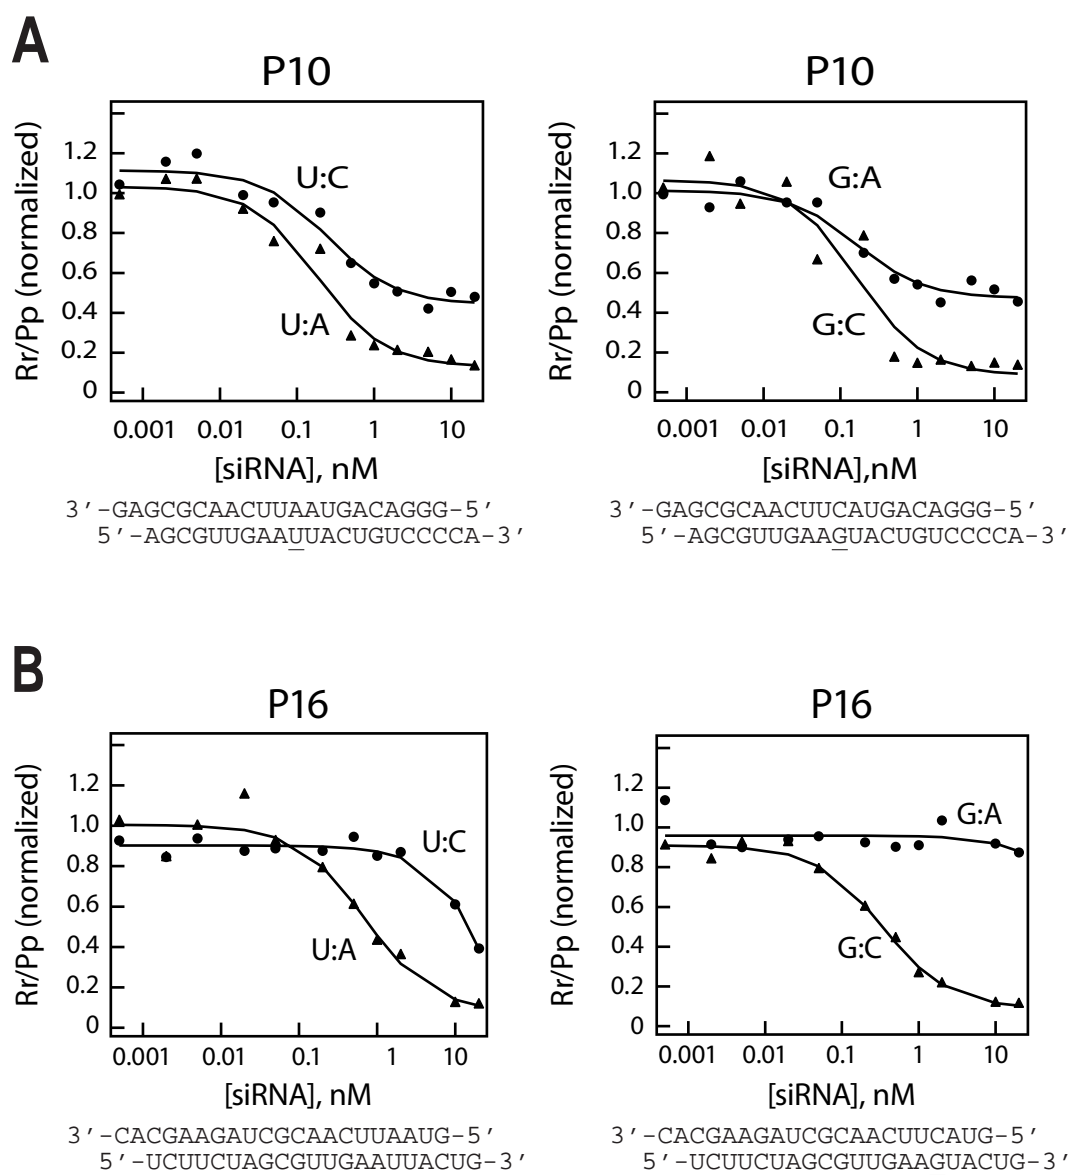 A
P10
P10
Rr/Pp (normalized)
1.2
1.0
0.8
0.6
0.4
0.2
0
U:C
U:A
0.001
0.01
0.1
1
10
[siRNA], nM
3′-GAGCGCAACUUAAUGACAGGG-5′
5′-AGCGUUGAAUUACUGUCCCCA-3′
Rr/Pp (normalized)
1.2
1.0
0.8
0.6
0.4
0.2
0
G:A
G:C
0.001
0.01
0.1
1
10
[siRNA],nM
3′-GAGCGCAACUUCAUGACAGGG-5′
5′-AGCGUUGAAGUACUGUCCCCA-3′
B
P16
P16
Rr/Pp (normalized)
1.2
1.0
0.8
0.6
0.4
0.2
0
U:C
U:A
0.001
0.01
0.1
1
10
[siRNA], nM
3′-CACGAAGAUCGCAACUUAAUG-5′
5′-UCUUCUAGCGUUGAAUUACUG-3′
Rr/Pp (normalized)
1.2
1.0
0.8
0.6
0.4
0.2
0
G:A
G:C
0.001
0.01
0.1
1
10
[siRNA], nM
3′-CACGAAGAUCGCAACUUCAUG-5′
5′-UCUUCUAGCGUUGAAGUACUG-3′